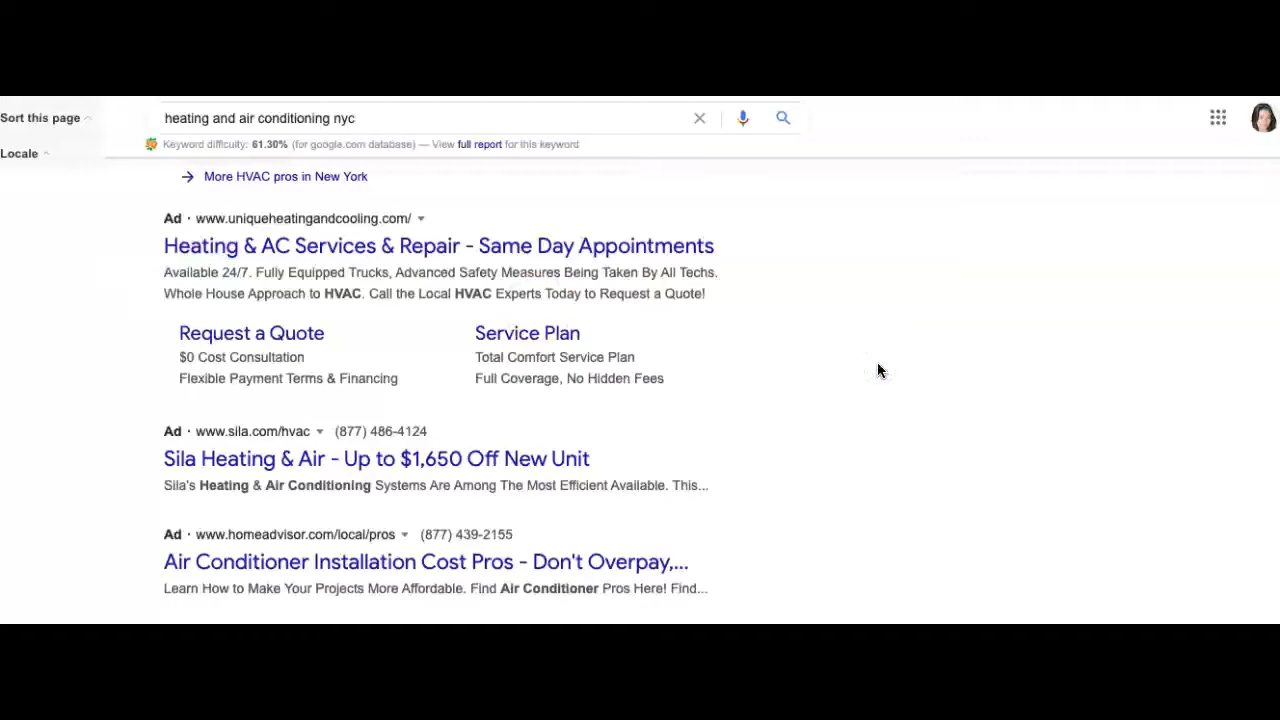 Sort this page
heating and air conditioning nyc
Keyword difficulty: 61.30% (for google.com database) — View full report for this keyword
Locale
More HVAC pros in New York
Ad · www.uniqueheatingandcooling.com/
Heating & AC Services & Repair - Same Day Appointments
Available 24/7. Fully Equipped Trucks, Advanced Safety Measures Being Taken By All Techs.
Whole House Approach to HVAC. Call the Local HVAC Experts Today to Request a Quote!
Request a Quote
$0 Cost Consultation
Flexible Payment Terms & Financing
Service Plan
Total Comfort Service Plan
Full Coverage, No Hidden Fees
Ad · www.sila.com/hvac (877) 486-4124
Sila Heating & Air - Up to $1,650 Off New Unit
Sila's Heating & Air Conditioning Systems Are Among The Most Efficient Available. This...
Ad · www.homeadvisor.com/local/pros (877) 439-2155
Air Conditioner Installation Cost Pros - Don't Overpay,...
Learn How to Make Your Projects More Affordable. Find Air Conditioner Pros Here! Find...